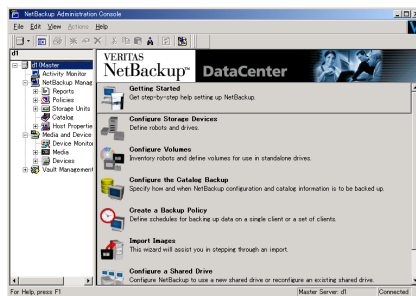 NetBackup Administration Console
File Edit View Actions Help
d1
d1(Master
Activity Monitor
NetBackup Manag
Reports
Policies
Storage Units
Catalog
Host Propertie
Media and Device
Device Monito
Media
Devices
Vault Management
VERITAS
NetBackup™ DataCenter
Getting Started
Get step-by-step help setting up NetBackup.
Configure Storage Devices
Define robots and drives.
Configure Volumes
Inventory robots and define volumes for use in standalone drives.
Configure the Catalog Backup
Specify how and when NetBackup configuration and catalog information is to be backed up.
Create a Backup Policy
Define schedules for backing up data on a single client or a set of clients.
Import Images
This wizard will assist you in stepping through an import.
Configure a Shared Drive
Configure NetBackup to use a new shared drive or reconfigure an existing shared drive.
For Help, press F1
Master Server: d1
Connected